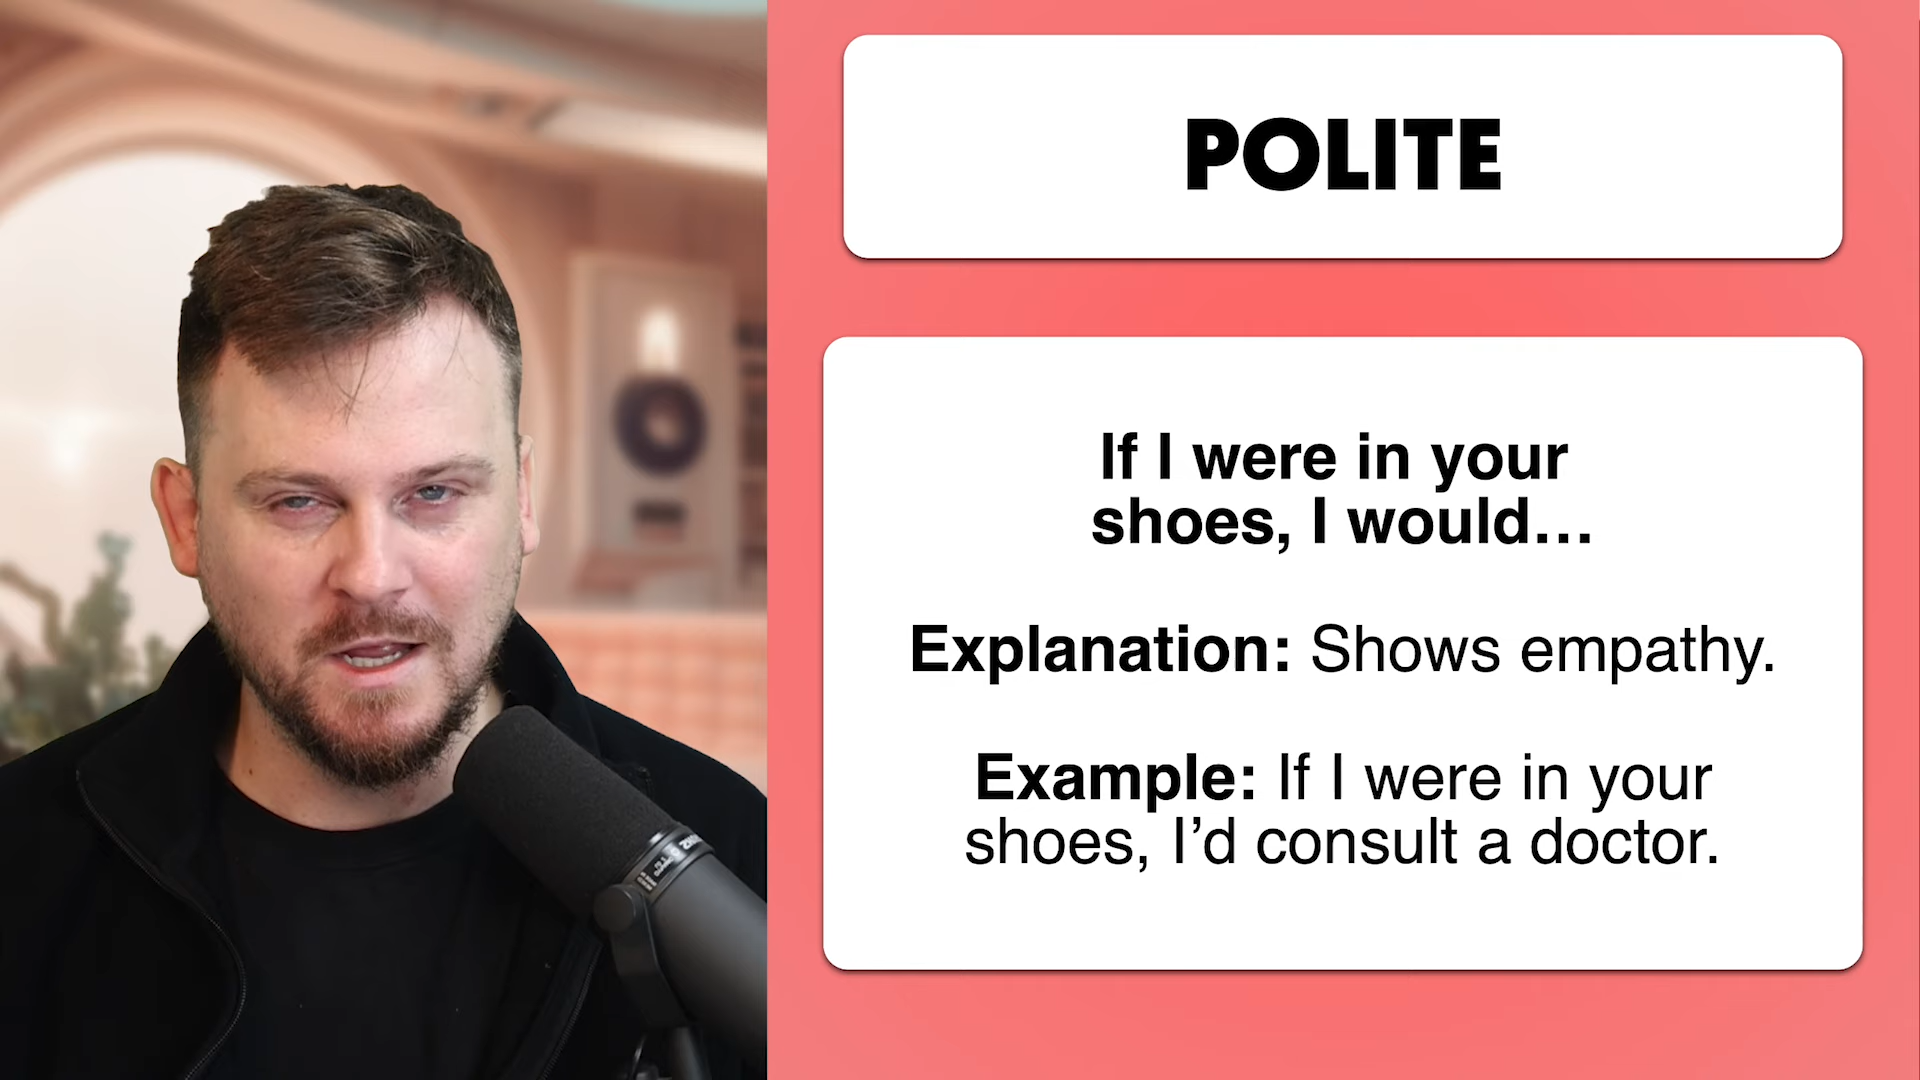 POLITE
If I were in your
shoes, I would…
Explanation: Shows empathy.
Example: If I were in your
shoes, I’d consult a doctor.